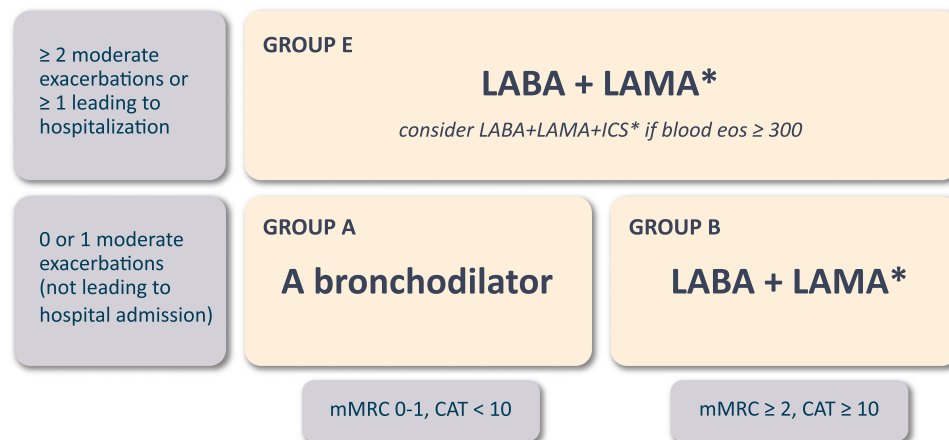 ≥ 2 moderate
exacerbations or
≥ 1 leading to
hospitalization
GROUP E
LABA + LAMA*
consider LABA+LAMA+ICS* if blood eos ≥ 300
0 or 1 moderate
exacerbations
(not leading to
hospital admission)
GROUP A
A bronchodilator
GROUP B
LABA + LAMA*
mMRC 0-1, CAT < 10
mMRC ≥ 2, CAT ≥ 10